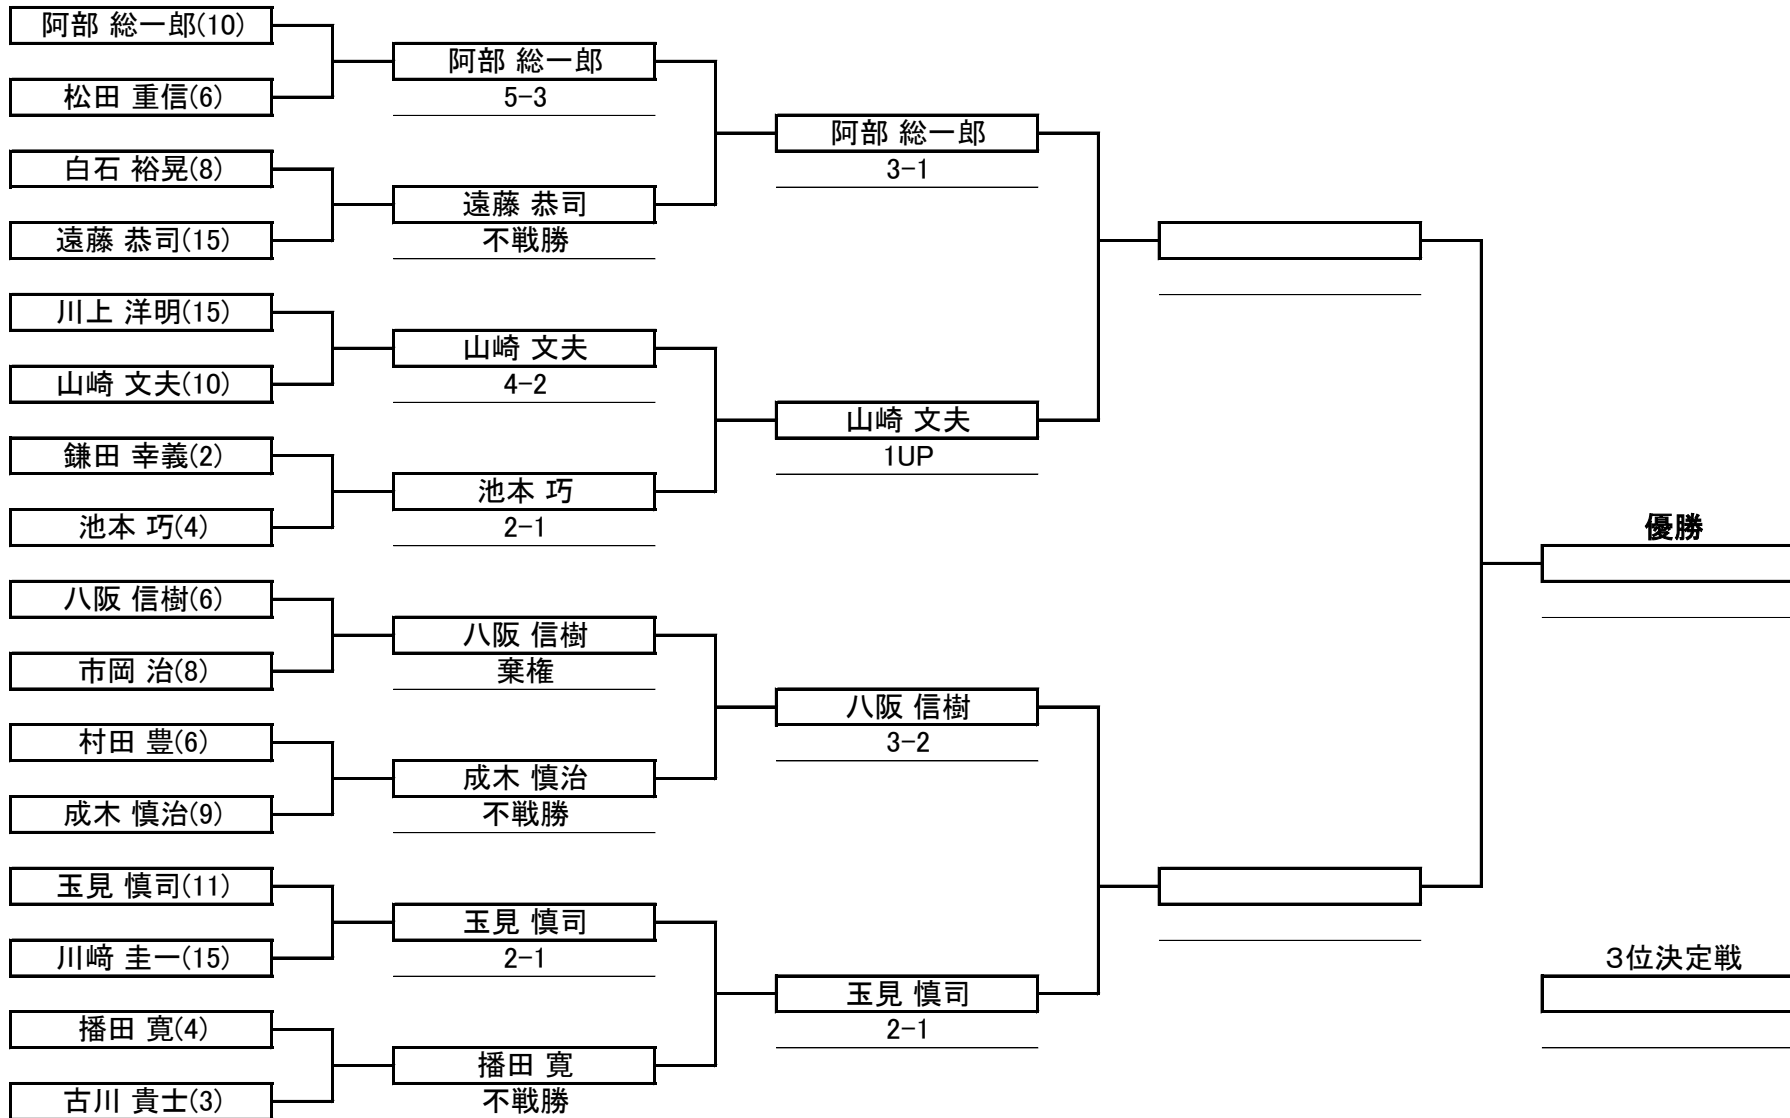 阿部 総一郎(10)
松田 重信(6)
白石 裕晃(8)
遠藤 恭司(15)
川上 洋明(15)
山崎 文夫(10)
鎌田 幸義(2)
池本 巧(4)
八阪 信樹(6)
市岡 治(8)
村田 豊(6)
成木 慎治(9)
玉見 慎司(11)
川﨑 圭一(15)
播田 寛(4)
古川 貴士(3)
阿部 総一郎
5-3
遠藤 恭司
不戦勝
山崎 文夫
4-2
池本 巧
2-1
八阪 信樹
棄権
成木 慎治
不戦勝
玉見 慎司
2-1
播田 寛
不戦勝
阿部 総一郎
3-1
山崎 文夫
1UP
八阪 信樹
3-2
玉見 慎司
2-1
優勝
３位決定戦